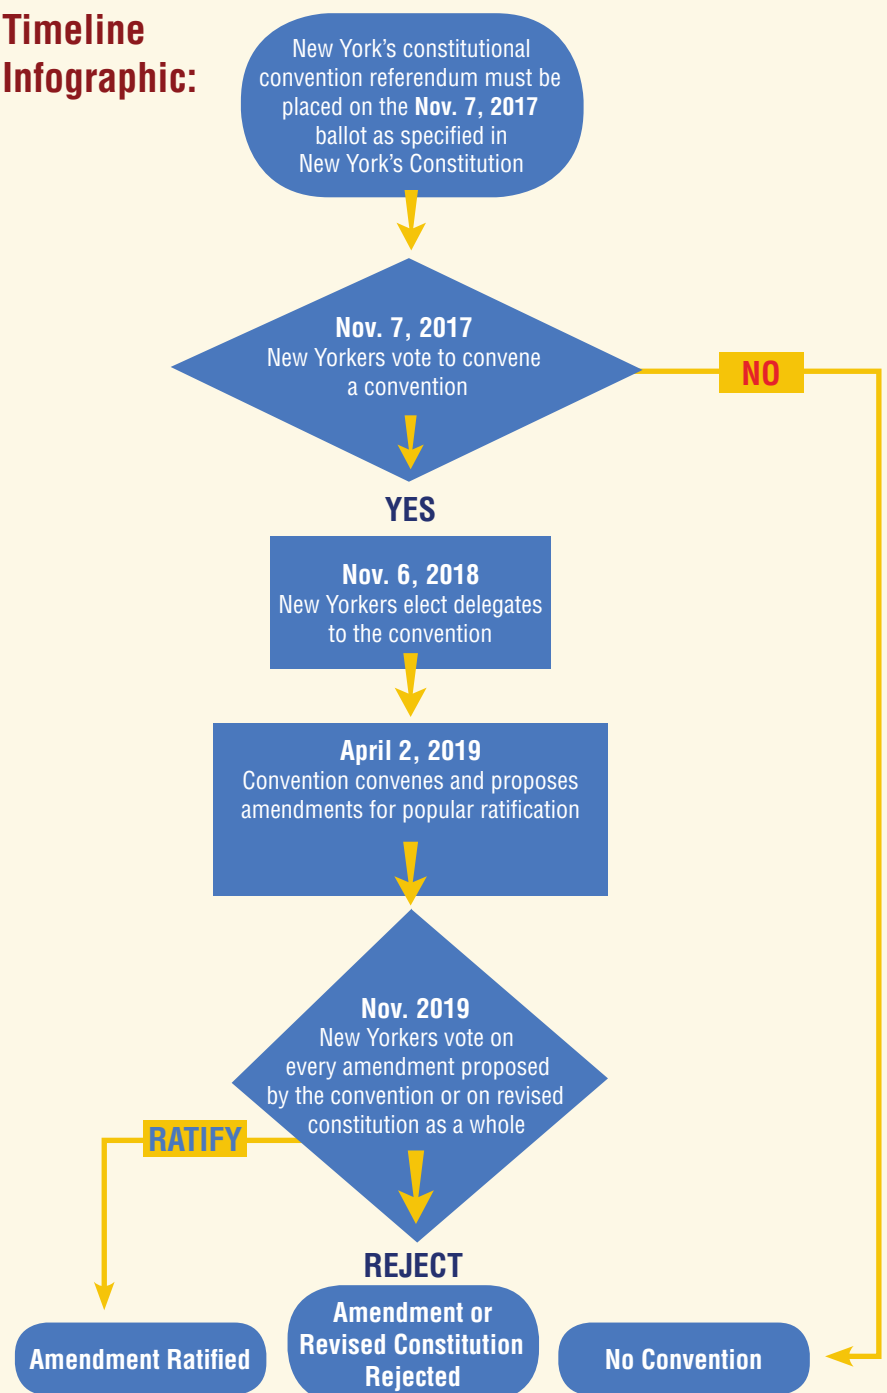 Timeline
Infographic:
New York’s constitutional
convention referendum must be
placed on the Nov. 7, 2017
ballot as specified in
New York’s Constitution
Nov. 7, 2017
New Yorkers vote to convene
a convention
NO
YES
Nov. 6, 2018
New Yorkers elect delegates
to the convention
April 2, 2019
Convention convenes and proposes
amendments for popular ratification
Nov. 2019
New Yorkers vote on
every amendment proposed
by the convention or on revised
constitution as a whole
RATIFY
REJECT
Amendment Ratified
Amendment or
Revised Constitution
Rejected
No Convention